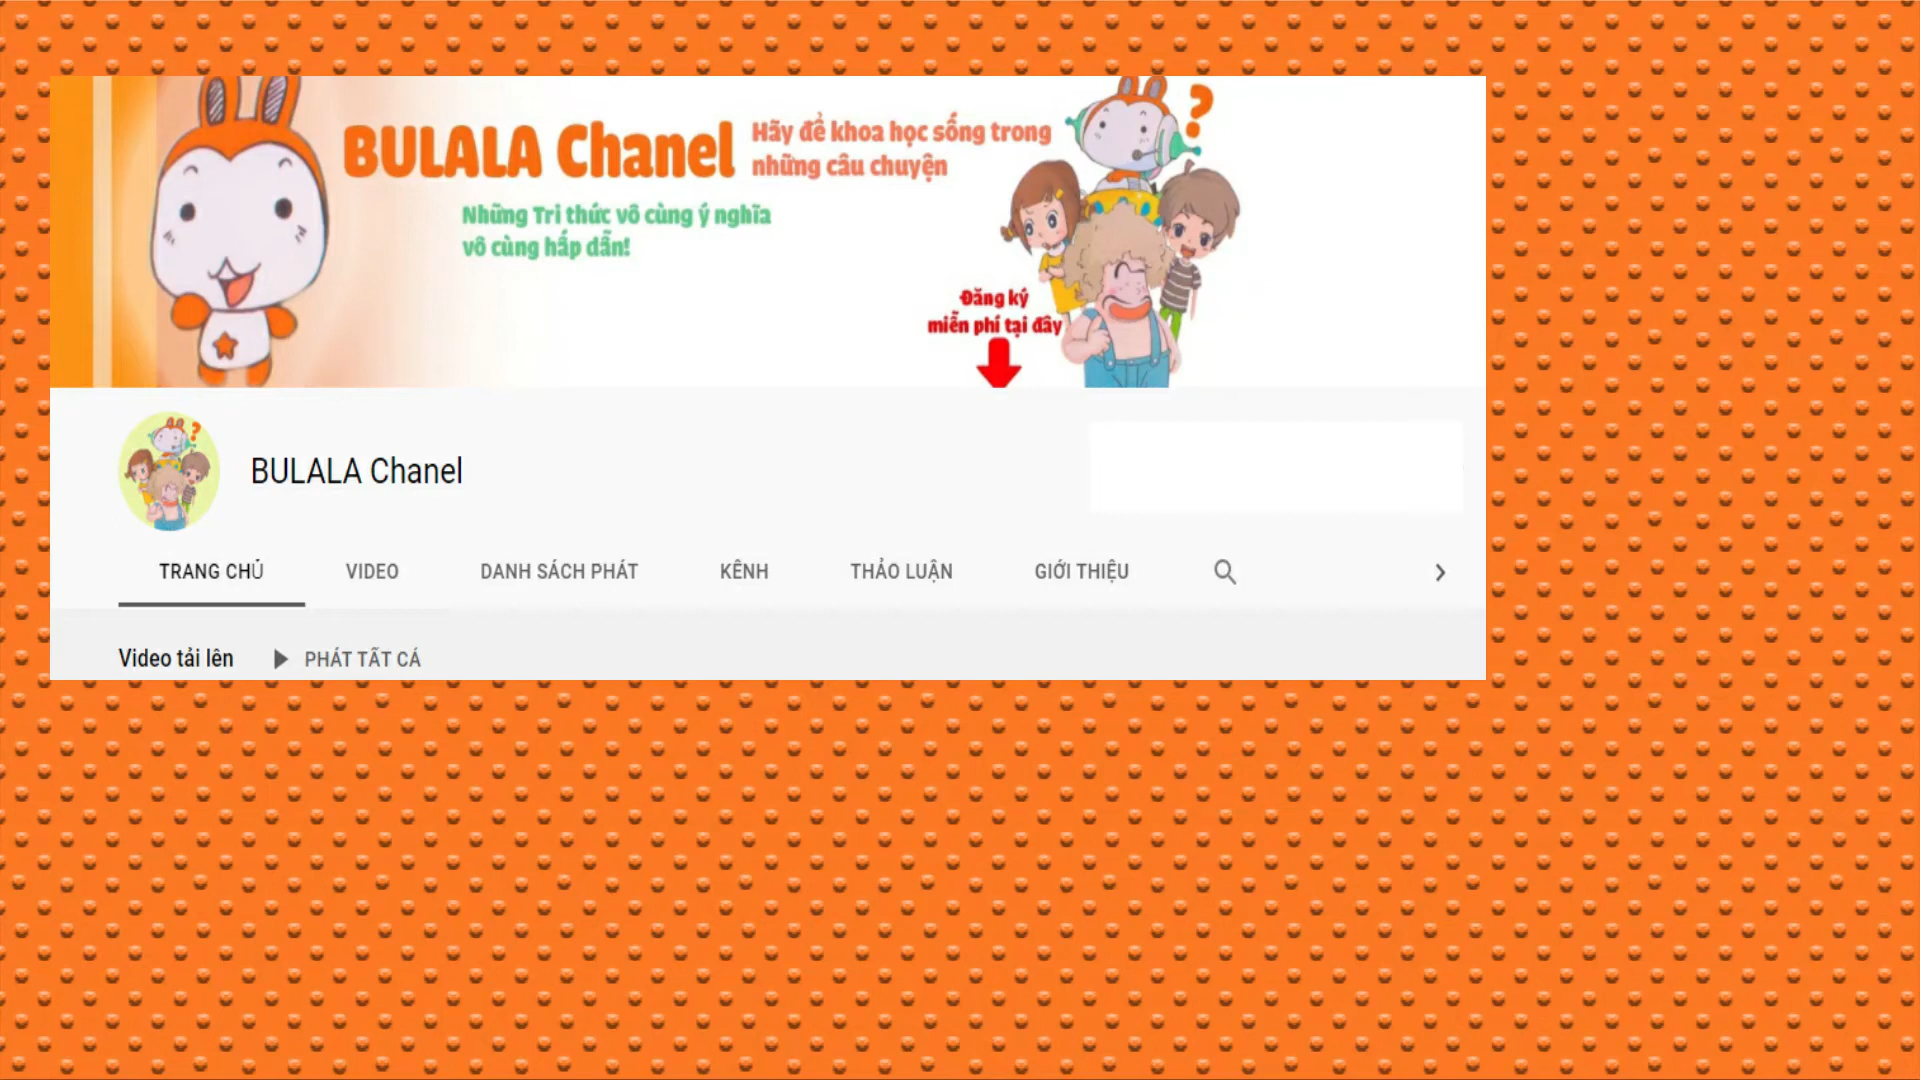 BULALA Chanel
Hãy để khoa học sống trong
những câu chuyện
?
Những Tri thức vô cùng ý nghĩa
vô cùng hấp dẫn!
Đăng ký
miễn phí tại đây
BULALA Chanel
TRANG CHỦ VIDEO DANH SÁCH PHÁT KÊNH THẢO LUẬN GIỚI THIỆU
Video tải lên PHÁT TẤT CẢ